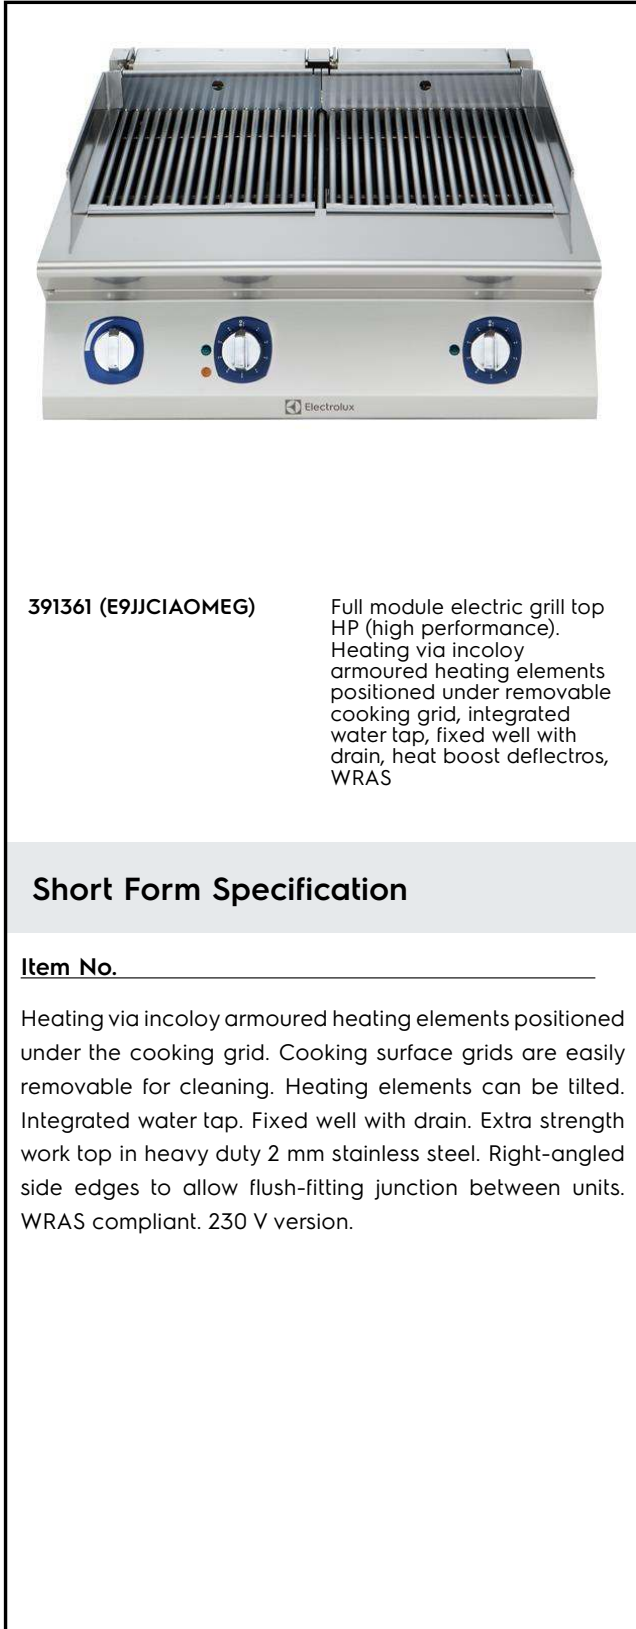 Electrolux
391361 (E9JJCIAOMEG)
Full module electric grill top
HP (high performance).
Heating via incoloy
armoured heating elements
positioned under removable
cooking grid, integrated
water tap, fixed well with
drain, heat boost deflectros,
WRAS
Short Form Specification
Item No.
Heating via incoloy armoured heating elements positioned
under the cooking grid. Cooking surface grids are easily
removable for cleaning. Heating elements can be tilted.
Integrated water tap. Fixed well with drain. Extra strength
work top in heavy duty 2 mm stainless steel. Right-angled
side edges to allow flush-fitting junction between units.
WRAS compliant. 230 V version.